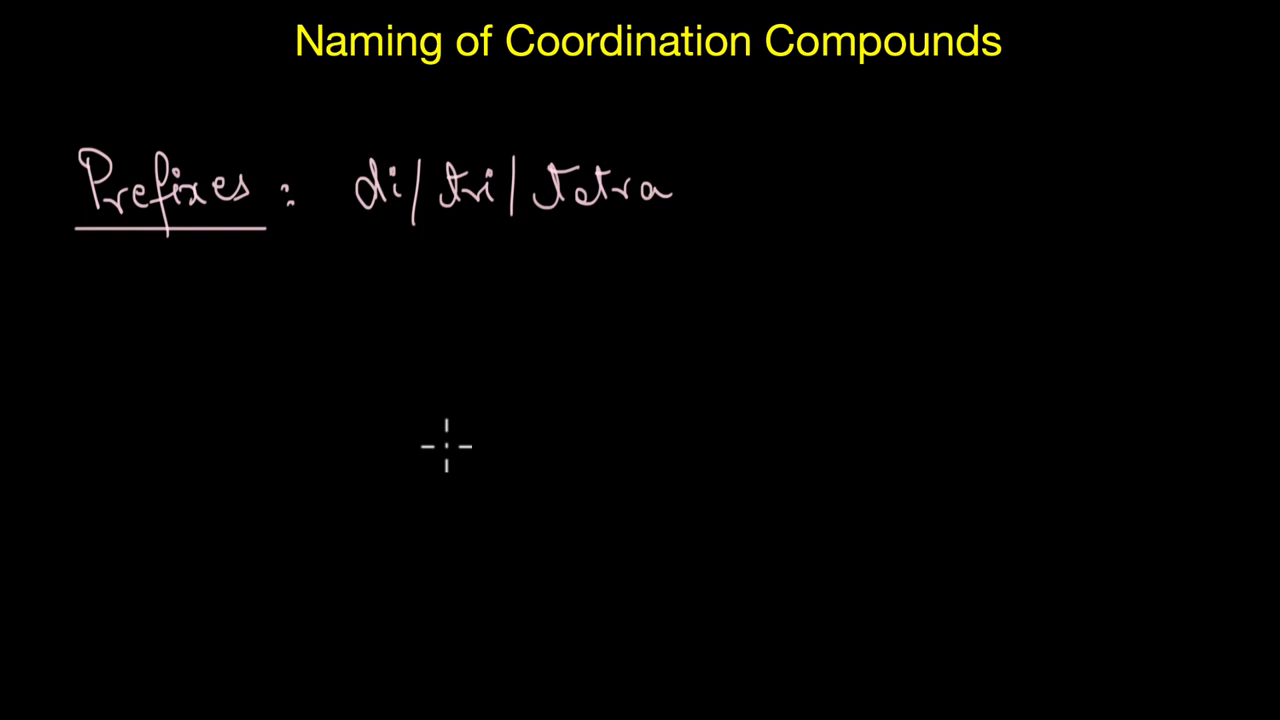 Naming of Coordination Compounds
Prefixes : di/tri/tetra